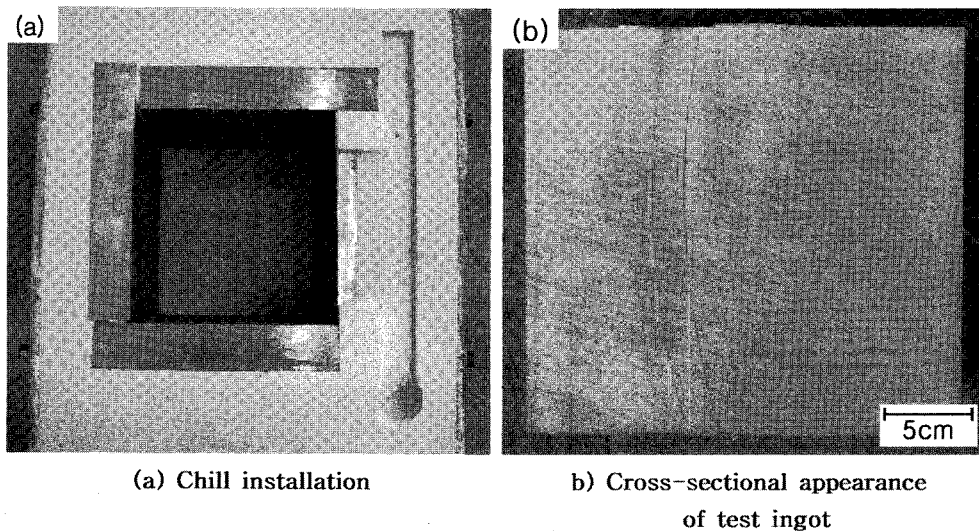 (a)
(b)
5cm
(a) Chill installation
b) Cross-sectional appearance
of test ingot